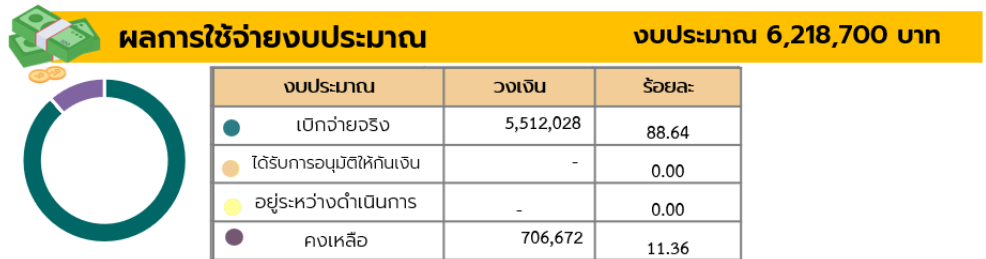 ผลการใช้จ่ายงบประมาณ งบประมาณ 6,218,700 บาท
งบประมาณ วงเงิน ร้อยละ
เบิกจ่ายจริง 5,512,028 88.64
ได้รับการอนุมัติให้กันเงิน - 0.00
อยู่ระหว่างดำเนินการ - 0.00
คงเหลือ 706,672 11.36